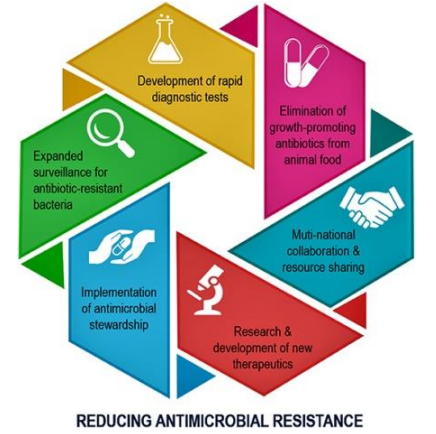 Development of rapid
diagnostic tests
Elimination of
growth-promoting
antibiotics from
animal food
Muti-national
collaboration &
resource sharing
Research &
development of new
therapeutics
Implementation
of antimicrobial
stewardship
Expanded
surveillance for
antibiotic-resistant
bacteria
REDUCING ANTIMICROBIAL RESISTANCE